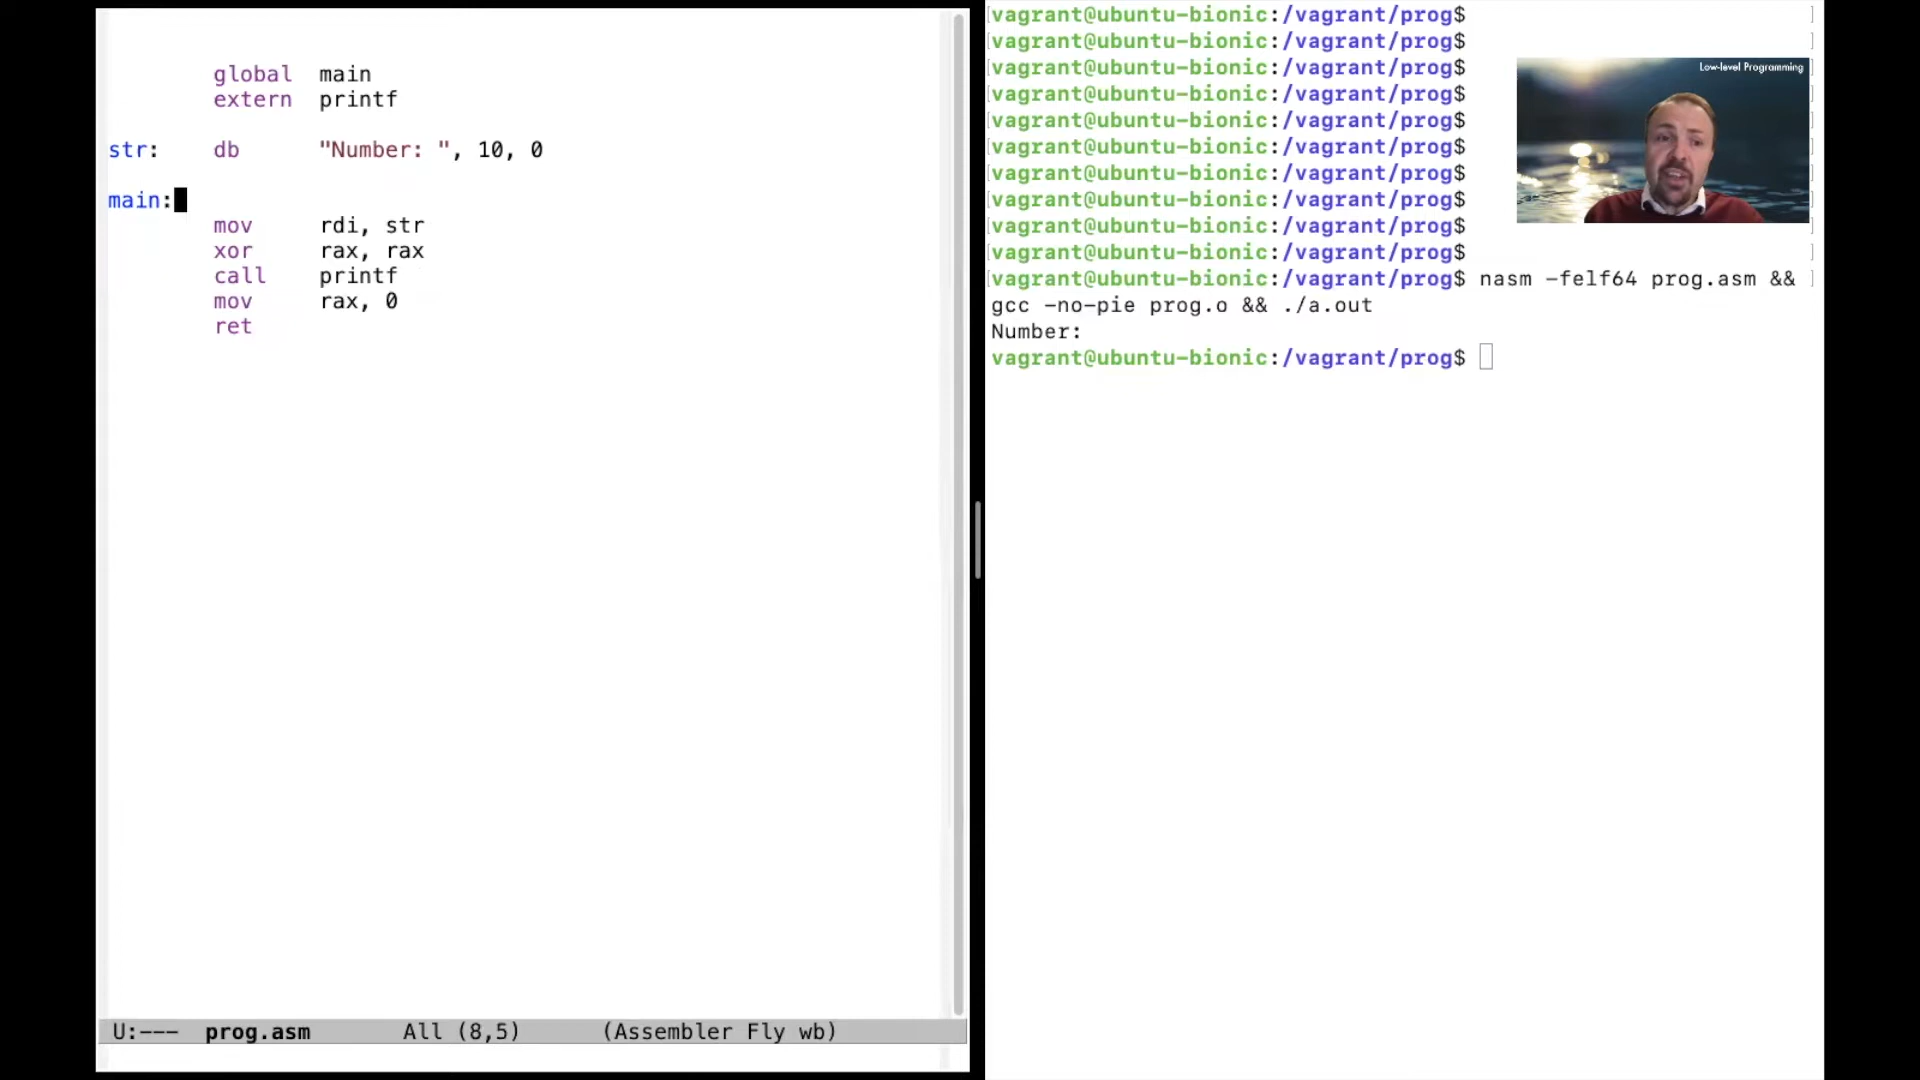 global main
extern printf
str: db "Number: ", 10, 0
main:
mov rdi, str
xor rax, rax
call printf
mov rax, 0
ret
U:--- prog.asm All (8,5) (Assembler Fly wb)
[vagrant@ubuntu-bionic:/vagrant/prog$ ]
[vagrant@ubuntu-bionic:/vagrant/prog$ ]
[vagrant@ubuntu-bionic:/vagrant/prog$
Low-level Programming
[vagrant@ubuntu-bionic:/vagrant/prog$
[vagrant@ubuntu-bionic:/vagrant/prog$
[vagrant@ubuntu-bionic:/vagrant/prog$
[vagrant@ubuntu-bionic:/vagrant/prog$
[vagrant@ubuntu-bionic:/vagrant/prog$
[vagrant@ubuntu-bionic:/vagrant/prog$ ]
[vagrant@ubuntu-bionic:/vagrant/prog$ ]
[vagrant@ubuntu-bionic:/vagrant/prog$ nasm -felf64 prog.asm && ]
gcc -no-pie prog.o && ./a.out
Number:
vagrant@ubuntu-bionic:/vagrant/prog$